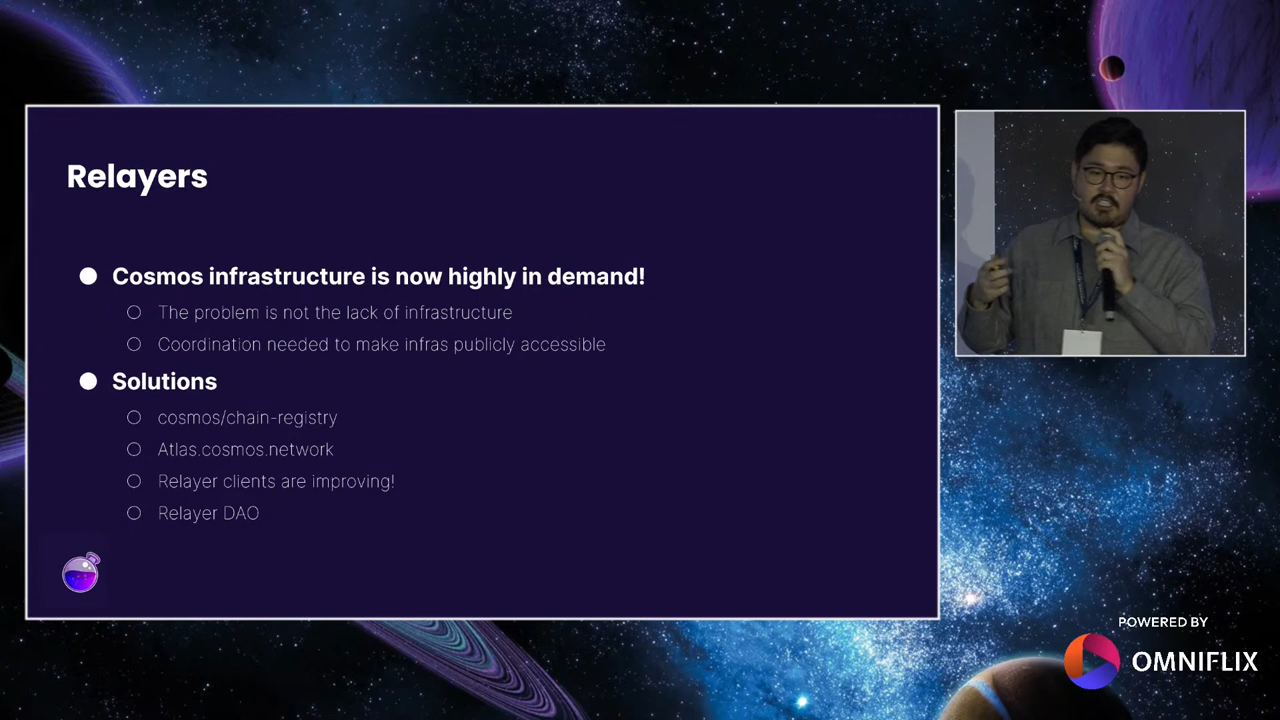 Relayers
Cosmos infrastructure is now highly in demand!
The problem is not the lack of infrastructure
Coordination needed to make infras publicly accessible
Solutions
cosmos/chain-registry
Atlas.cosmos.network
Relayer clients are improving!
Relayer DAO
POWERED BY
OMNIFLIX